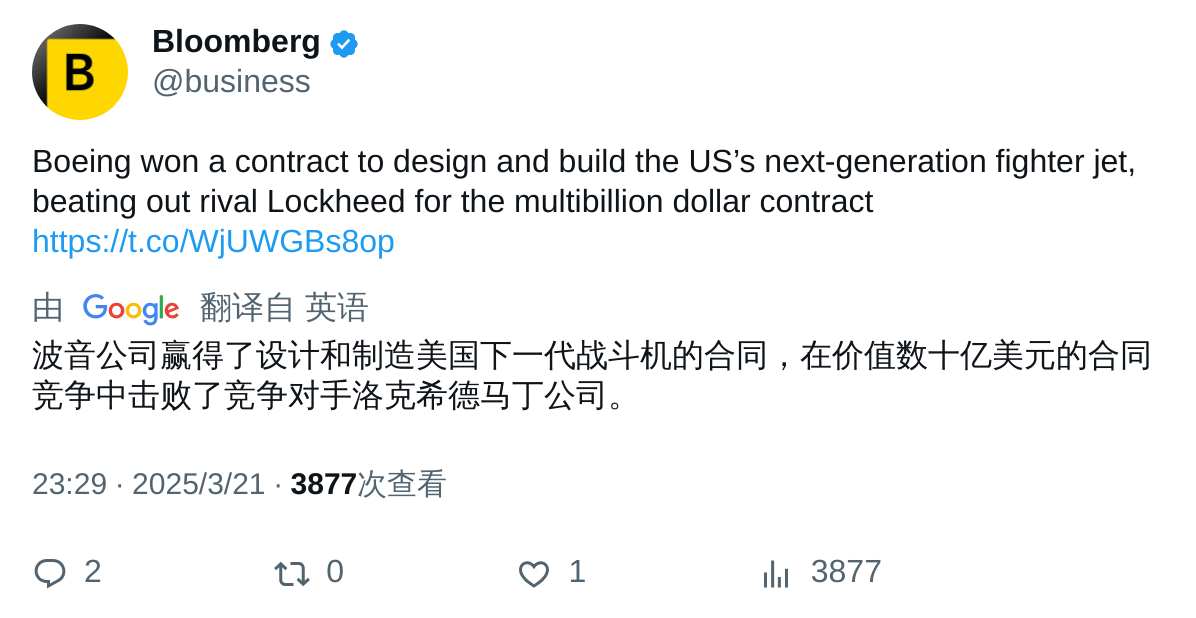 B
Bloomberg
@business
Boeing won a contract to design and build the US’s next-generation fighter jet,
beating out rival Lockheed for the multibillion dollar contract
https://t.co/WjUWGBs8op
由 Google 翻译自 英语
波音公司赢得了设计和制造美国下一代战斗机的合同，在价值数十亿美元的合同
竞争中击败了竞争对手洛克希德马丁公司。
23:29 · 2025/3/21 · 3877次查看
2 0 1 3877